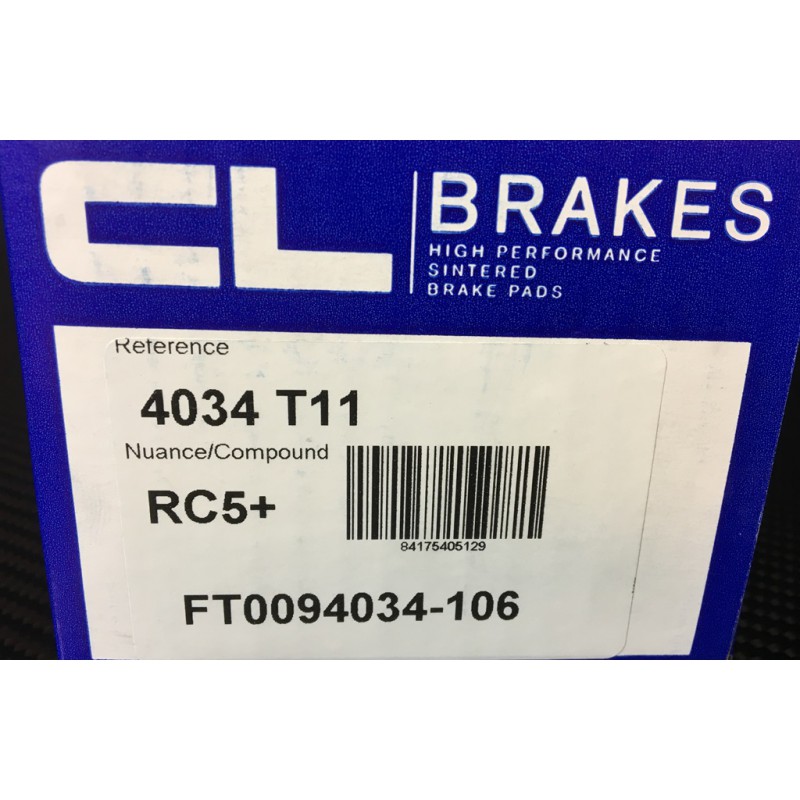 CL BRAKES
HIGH PERFORMANCE
SINTERED
BRAKE PADS
Reference
4034 T11
Nuance/Compound
RC5+
84175405129
FT0094034-106